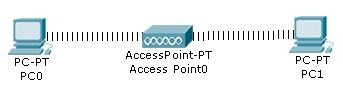 PC-PT
PC0
AccessPoint-PT
Access Point0
PC-PT
PC1